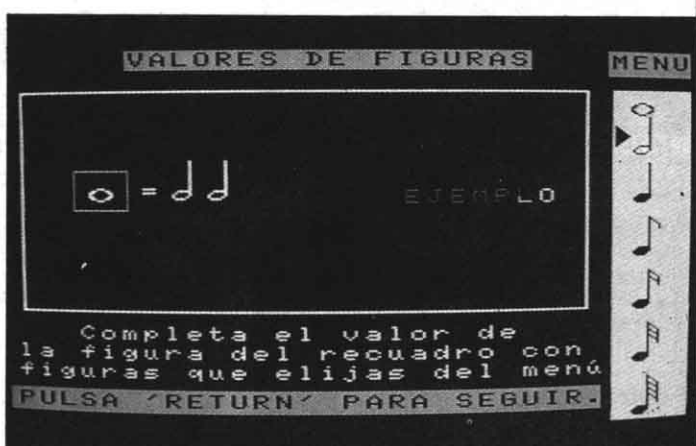 VALORES DE FIGURAS
MENU
=
EJEMPLO
Completa el valor de
la figura del recuadro con
figuras que elijas del menú
PULSA 'RETURN' PARA SEGUIR.